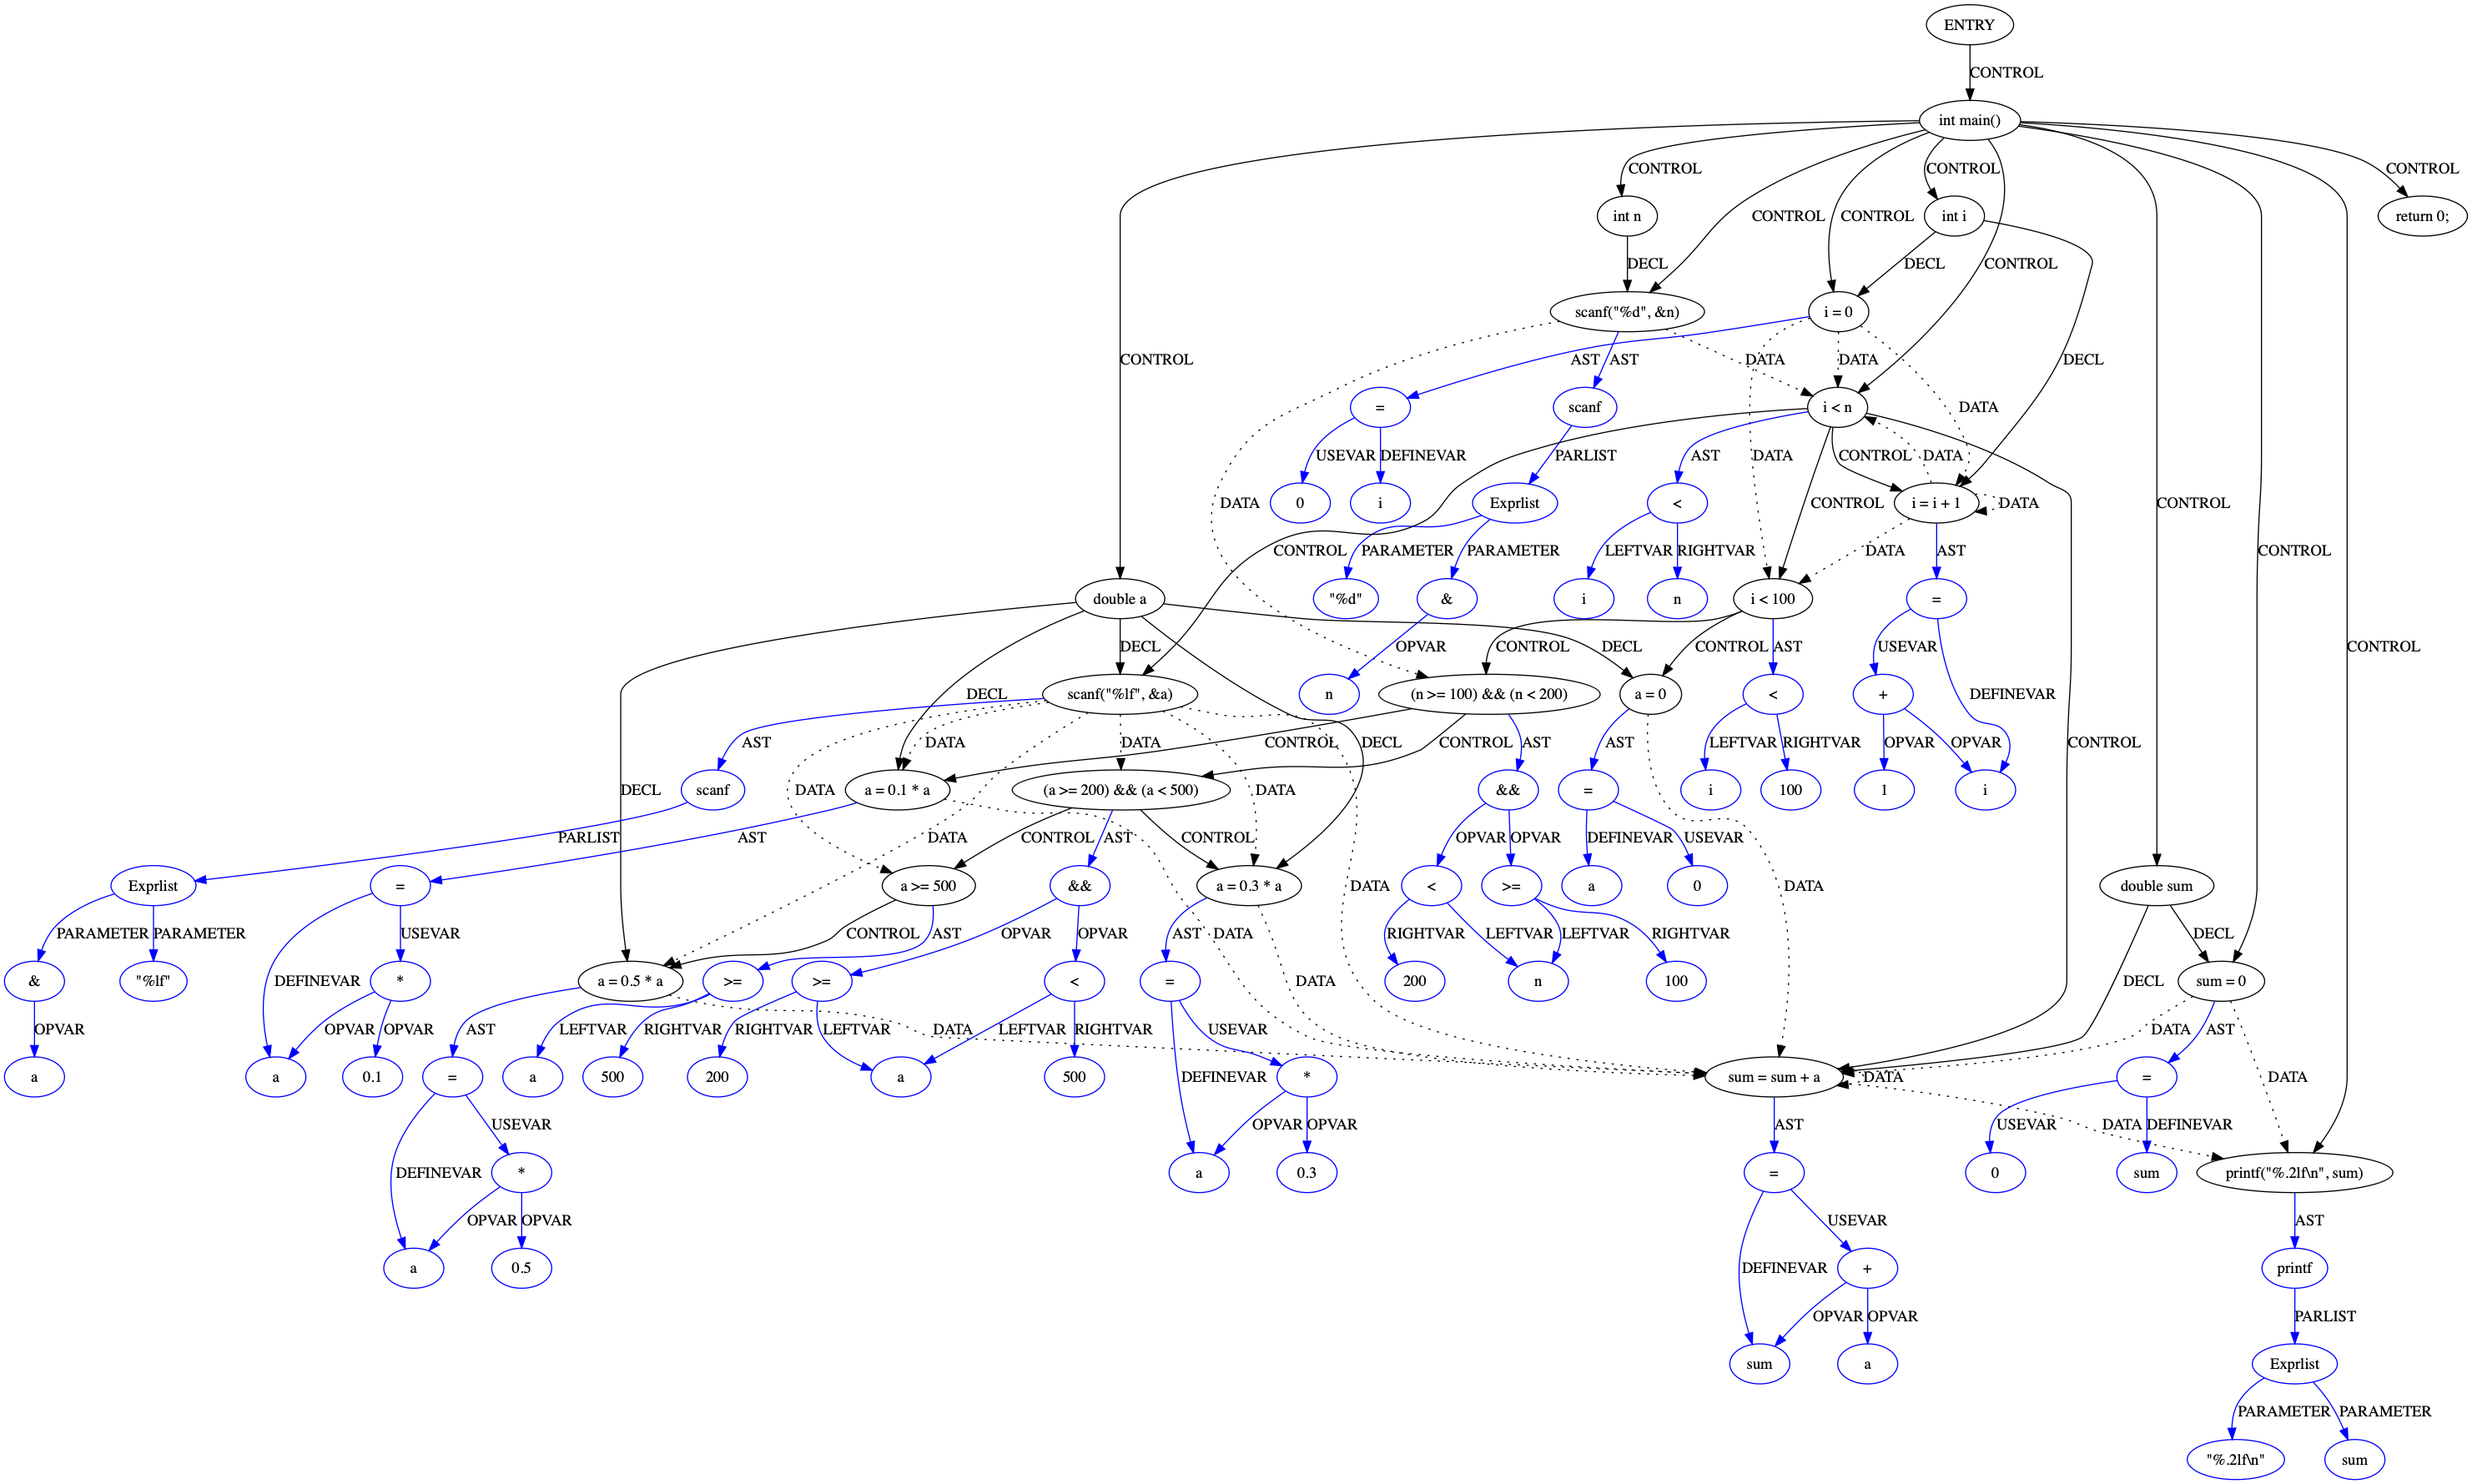 ENTRY
CONTROL
int main()
CONTROL CONTROL CONTROL
int n int i return 0;
CONTROL CONTROL
DECL DECL CONTROL
scanf("%d", &n) i = 0
CONTROL AST AST DATA DATA DECL
= scanf i < n DATA
USEVAR DEFINEVAR PARLIST AST CONTROL DATA
DATA 0 i Exprlist < DATA CONTROL i = i + 1 DATA CONTROL
CONTROL PARAMETER PARAMETER LEFTVAR RIGHTVAR DATA AST CONTROL
double a "%d" & i n i < 100 =
DECL OPVAR CONTROL DECL CONTROL AST USEVAR CONTROL
DECL scanf("%lf", &a) n (n >= 100) && (n < 200) a = 0 < + DEFINEVAR
AST DATA DATA CONTROL DECL CONTROL AST AST LEFTVAR RIGHTVAR OPVAR OPVAR CONTROL
DECL DATA scanf a = 0.1 * a (a >= 200) && (a < 500) DATA && = i 100 1 i
PARLIST AST DATA CONTROL AST CONTROL OPVAR OPVAR DEFINEVAR USEVAR
Exprlist = a >= 500 && a = 0.3 * a DATA < >= a 0 DATA double sum
PARAMETER PARAMETER USEVAR CONTROL AST OPVAR OPVAR AST DATA RIGHTVAR LEFTVAR LEFTVAR RIGHTVAR DECL
& "%lf" DEFINEVAR * a = 0.5 * a >= >= < = DATA 200 n 100 DECL sum = 0
OPVAR OPVAR OPVAR AST LEFTVAR RIGHTVAR RIGHTVAR LEFTVAR DATA LEFTVAR RIGHTVAR USEVAR DATA AST
a a 0.1 = a 500 200 a 500 DEFINEVAR * sum = sum + a DATA = DATA
USEVAR OPVAR OPVAR AST DATA USEVAR DEFINEVAR CONTROL
DEFINEVAR * a 0.3 = 0 sum printf("%.2lf\n", sum)
OPVAR OPVAR USEVAR AST
a 0.5 DEFINEVAR + printf
OPVAR OPVAR PARLIST
sum a Exprlist
PARAMETER PARAMETER
"%.2lf\n" sum